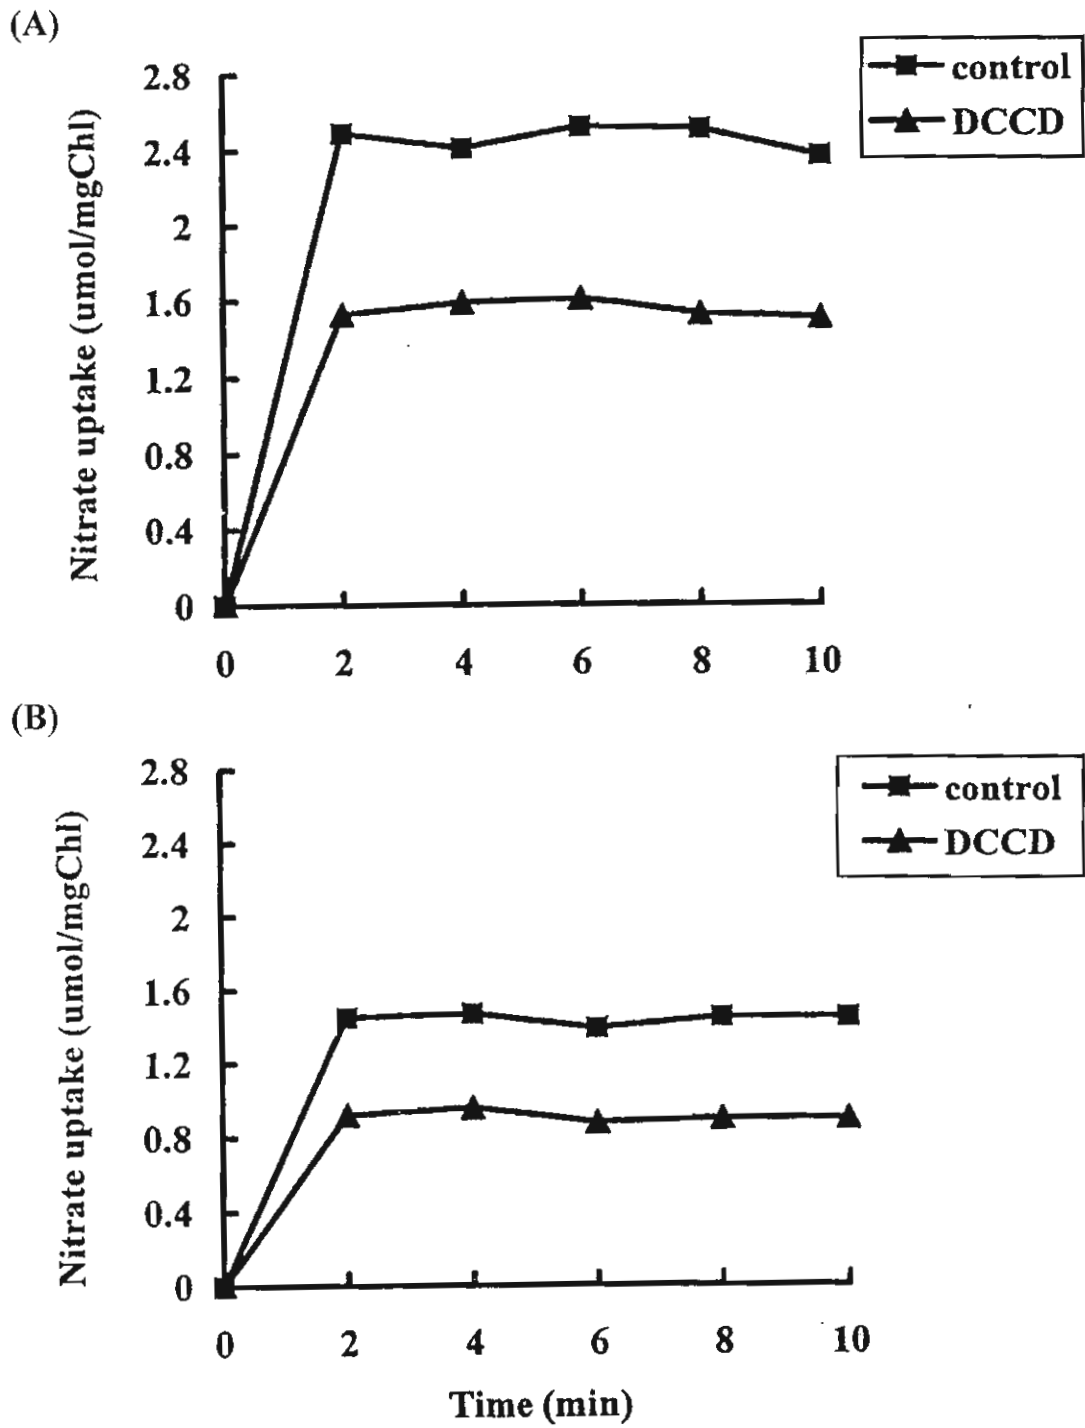 (A)
control
DCCD
Nitrate uptake (umol/mgChl)
2.8
2.4
2
1.6
1.2
0.8
0.4
0
0 2 4 6 8 10
(B)
control
DCCD
Nitrate uptake (umol/mgChl)
2.8
2.4
2
1.6
1.2
0.8
0.4
0
0 2 4 6 8 10
Time (min)